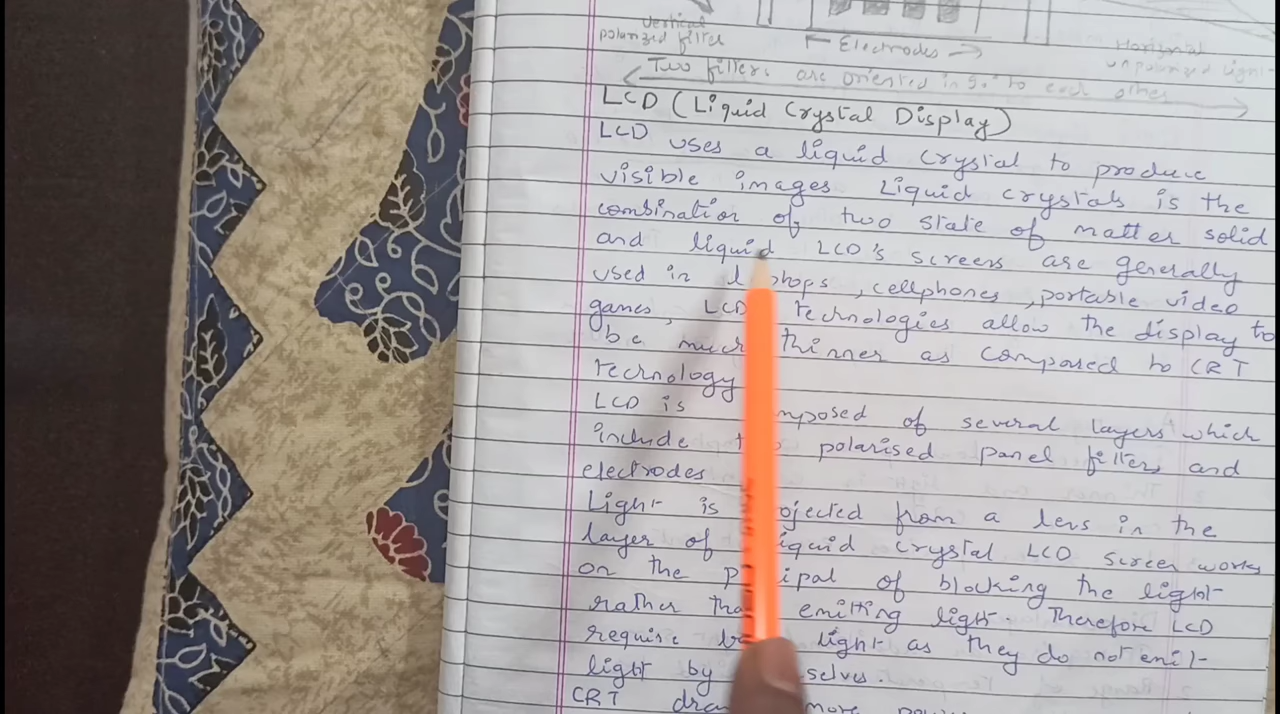 Vertical
polarized filter
Electrodes
Horizontal
unpolarized light
Two filters are oriented in 90° to each other
LCD (Liquid Crystal Display)
LCD uses a liquid crystal to produce
visible images Liquid crystals is the
combination of two state of matter solid
and liquid LCD's screens are generally
used in , cellphones , portable video
games, LCD technologies allow the display to
be much thinner as compared to CRT
technology
LCD is of several layers which
include polarised panel filters and
electrodes
Light is from a lens in the
layer of crystal LCD screen works
on the of blocking the light
rather emitting light. Therefore LCD
require light as they do not emit
light by
CRT more